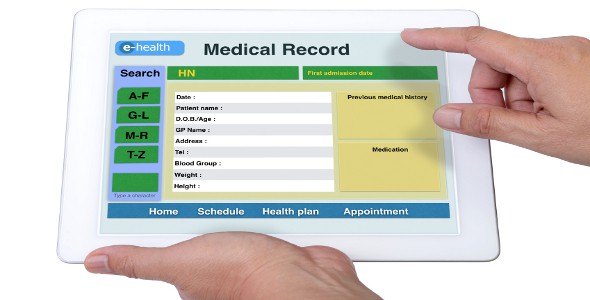 e-health
Medical Record
Search
HN
First admission date
A-F
G-L
M-R
T-Z
Type a character
Date :
Patient name :
D.O.B./Age :
GP Name :
Address :
Tel :
Blood Group :
Weight :
Height :
Previous medical history
Medication
Home Schedule Health plan Appointment